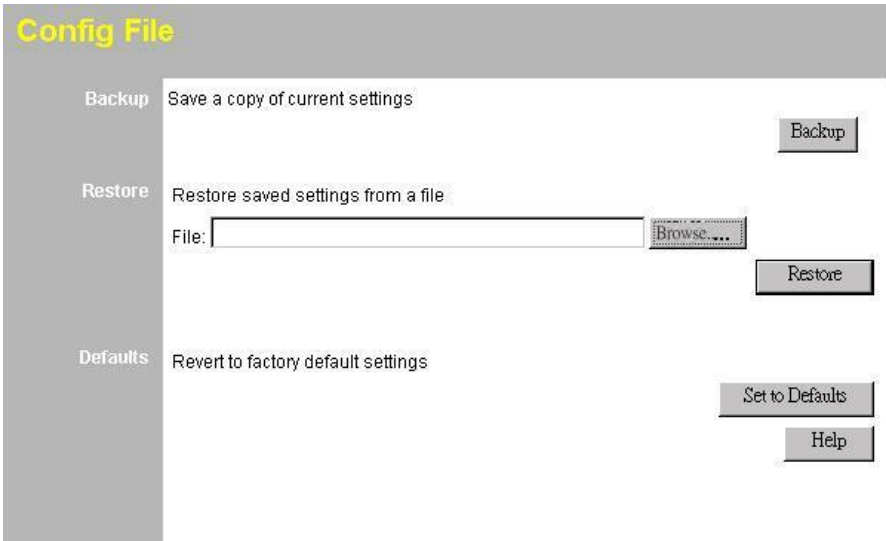 Config File
Backup Save a copy of current settings
Backup
Restore Restore saved settings from a file
File: Browse.....
Restore
Defaults Revert to factory default settings
Set to Defaults
Help